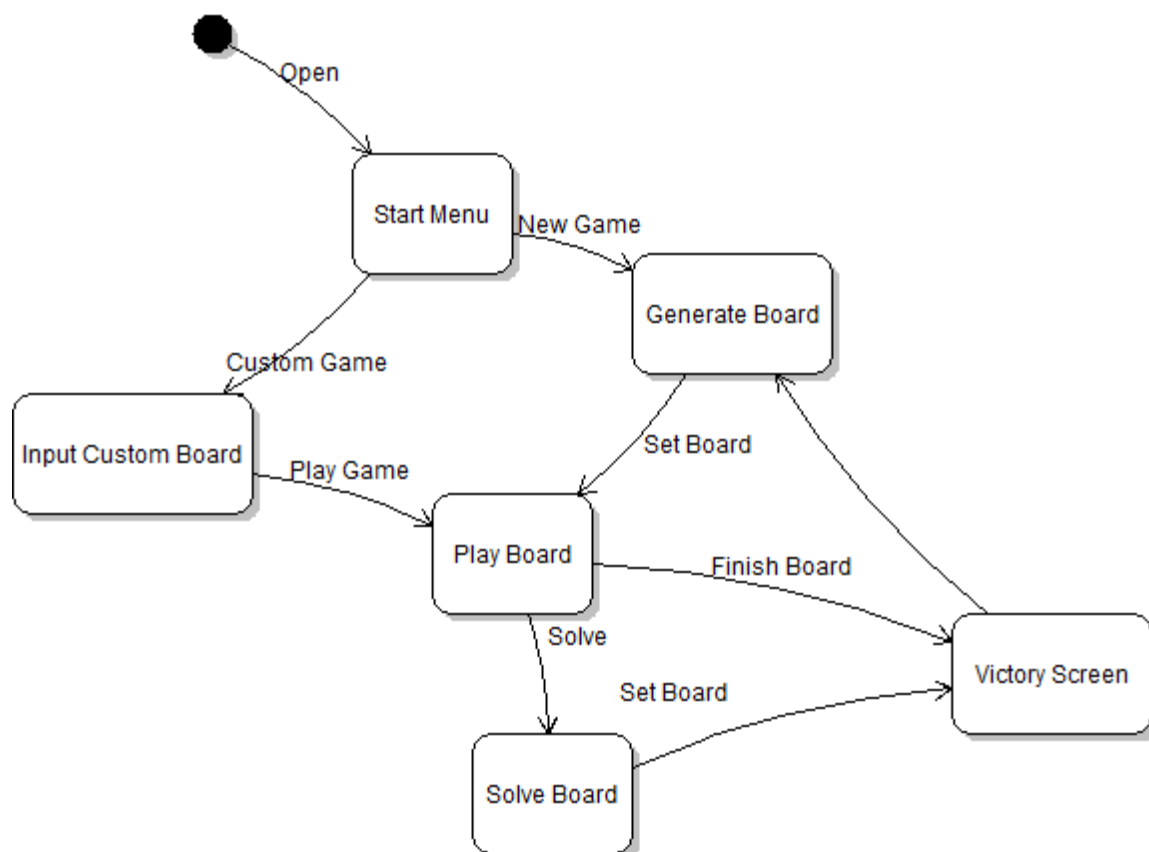 Open
Start Menu
New Game
Generate Board
Custom Game
Set Board
Input Custom Board
Play Game
Play Board
Finish Board
Solve
Victory Screen
Set Board
Solve Board